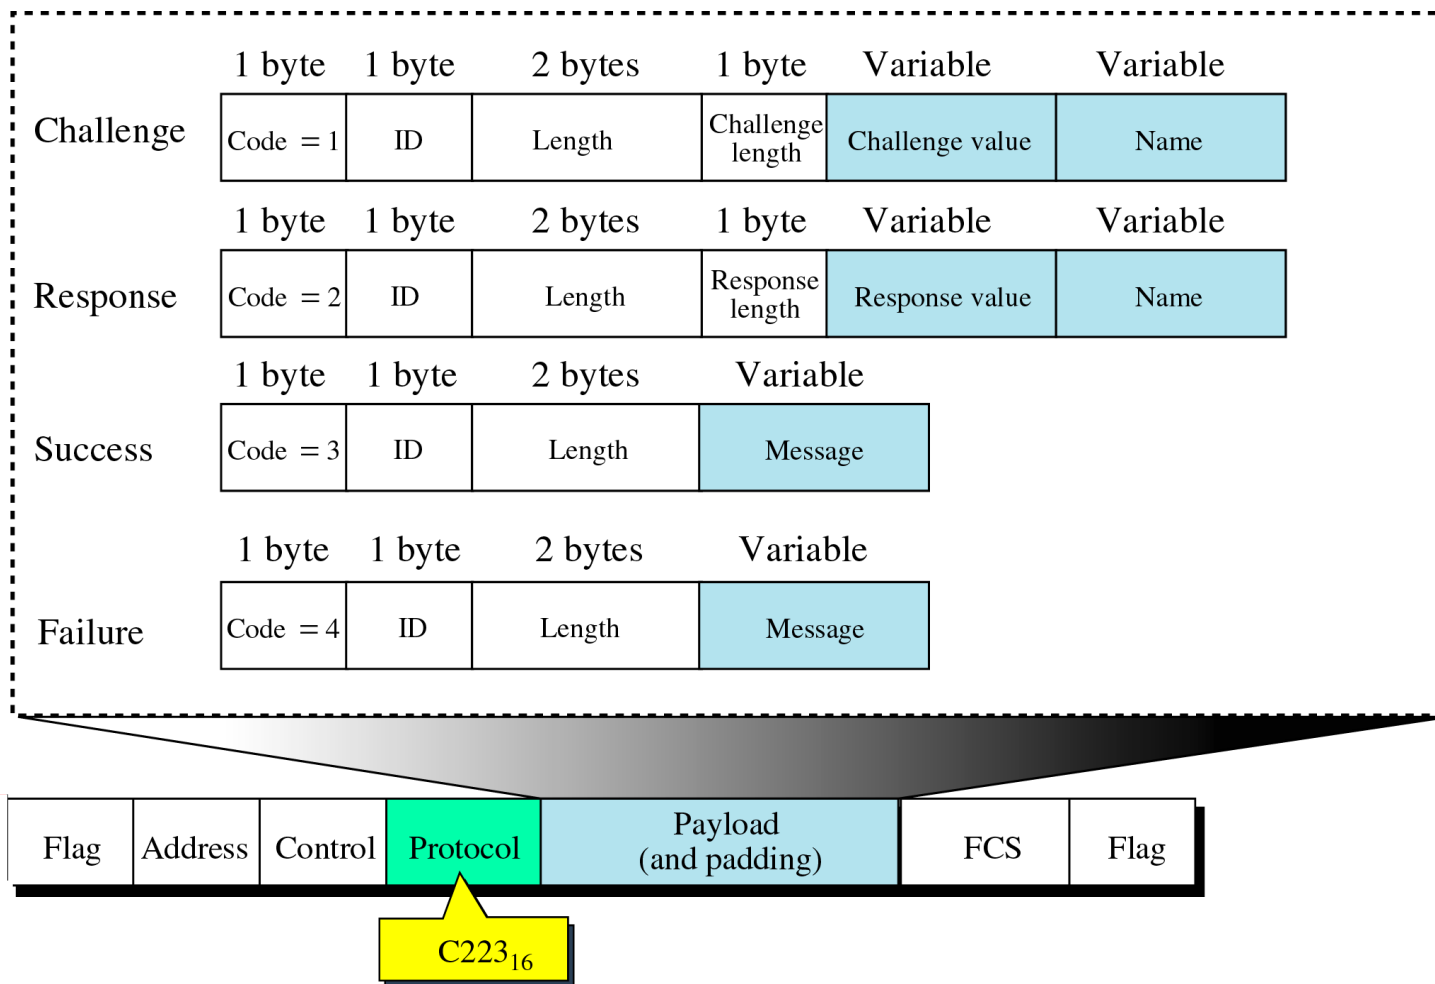 1 byte 1 byte 2 bytes 1 byte Variable Variable
Challenge Code = 1 ID Length Challenge length Challenge value Name
1 byte 1 byte 2 bytes 1 byte Variable Variable
Response Code = 2 ID Length Response length Response value Name
1 byte 1 byte 2 bytes Variable
Success Code = 3 ID Length Message
1 byte 1 byte 2 bytes Variable
Failure Code = 4 ID Length Message
Flag Address Control Protocol Payload (and padding) FCS Flag
C223₁₆